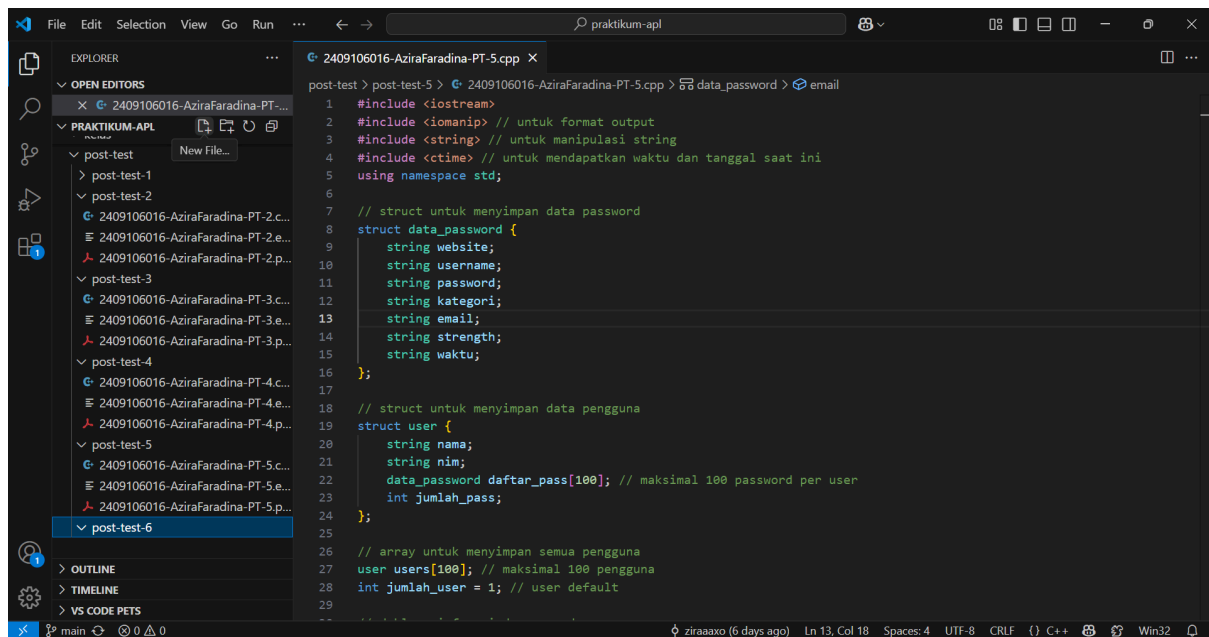 File Edit Selection View Go Run ··· praktikum-apl
EXPLORER ···
OPEN EDITORS
2409106016-AziraFaradina-PT-...
PRAKTIKUM-APL
New File...
post-test
post-test-1
post-test-2
2409106016-AziraFaradina-PT-2.c...
2409106016-AziraFaradina-PT-2.e...
2409106016-AziraFaradina-PT-2.p...
post-test-3
2409106016-AziraFaradina-PT-3.c...
2409106016-AziraFaradina-PT-3.e...
2409106016-AziraFaradina-PT-3.p...
post-test-4
2409106016-AziraFaradina-PT-4.c...
2409106016-AziraFaradina-PT-4.e...
2409106016-AziraFaradina-PT-4.p...
post-test-5
2409106016-AziraFaradina-PT-5.c...
2409106016-AziraFaradina-PT-5.e...
2409106016-AziraFaradina-PT-5.p...
post-test-6
OUTLINE
TIMELINE
VS CODE PETS
1
1
2409106016-AziraFaradina-PT-5.cpp
post-test > post-test-5 > 2409106016-AziraFaradina-PT-5.cpp > data_password > email
1 #include <iostream>
2 #include <iomanip> // untuk format output
3 #include <string> // untuk manipulasi string
4 #include <ctime> // untuk mendapatkan waktu dan tanggal saat ini
5 using namespace std;
6
7 // struct untuk menyimpan data password
8 struct data_password {
9 string website;
10 string username;
11 string password;
12 string kategori;
13 string email;
14 string strength;
15 string waktu;
16 };
17
18 // struct untuk menyimpan data pengguna
19 struct user {
20 string nama;
21 string nim;
22 data_password daftar_pass[100]; // maksimal 100 password per user
23 int jumlah_pass;
24 };
25
26 // array untuk menyimpan semua pengguna
27 user users[100]; // maksimal 100 pengguna
28 int jumlah_user = 1; // user default
29
main 0 0 ziraaaxo (6 days ago) Ln 13, Col 18 Spaces: 4 UTF-8 CRLF {} C++ Win32